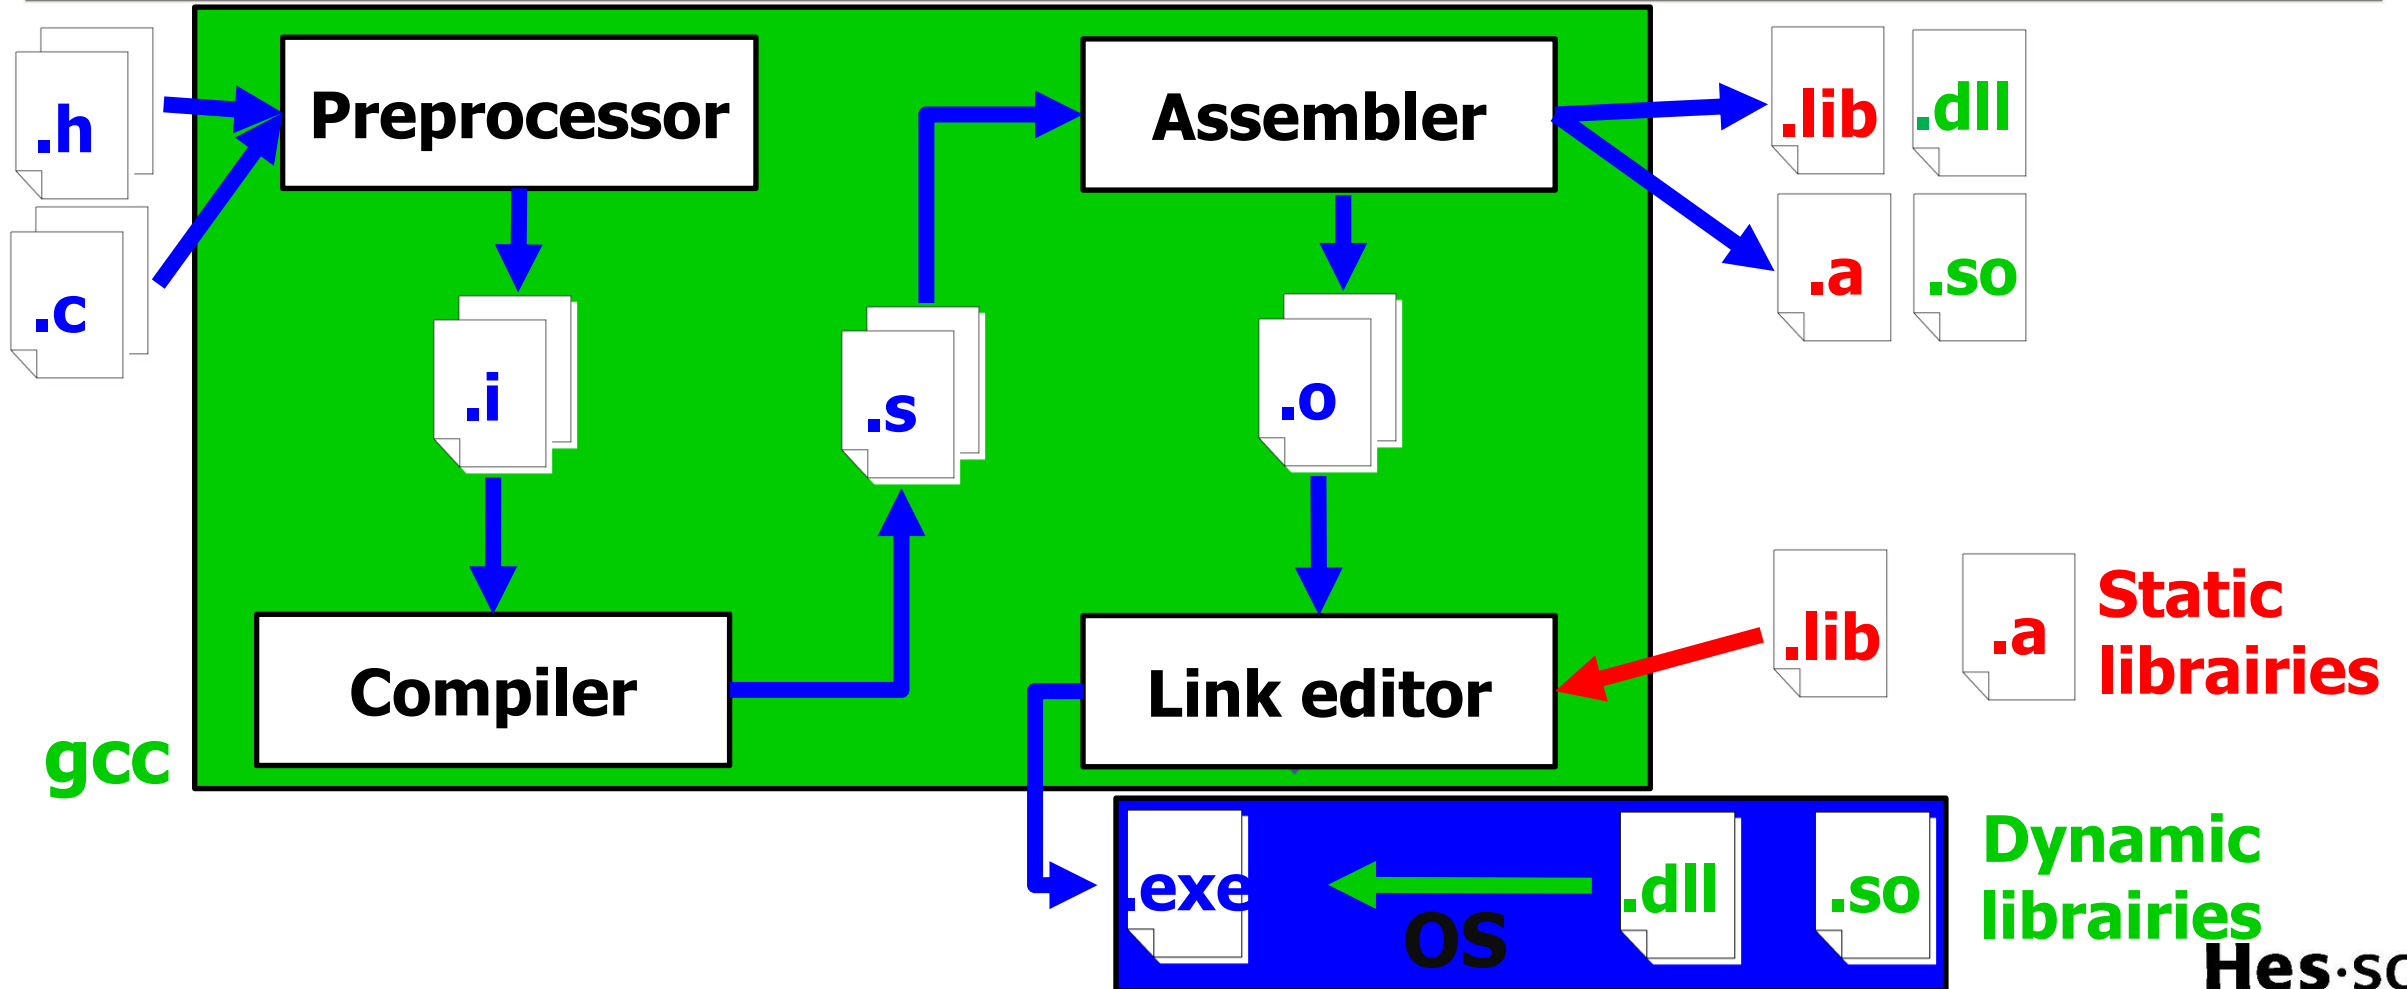 .h
.c
Preprocessor
.i
Compiler
gcc
.s
Assembler
.o
Link editor
.lib
.dll
.a
.so
.lib
.a
Static
librairies
.exe
OS
.dll
.so
Dynamic
librairies